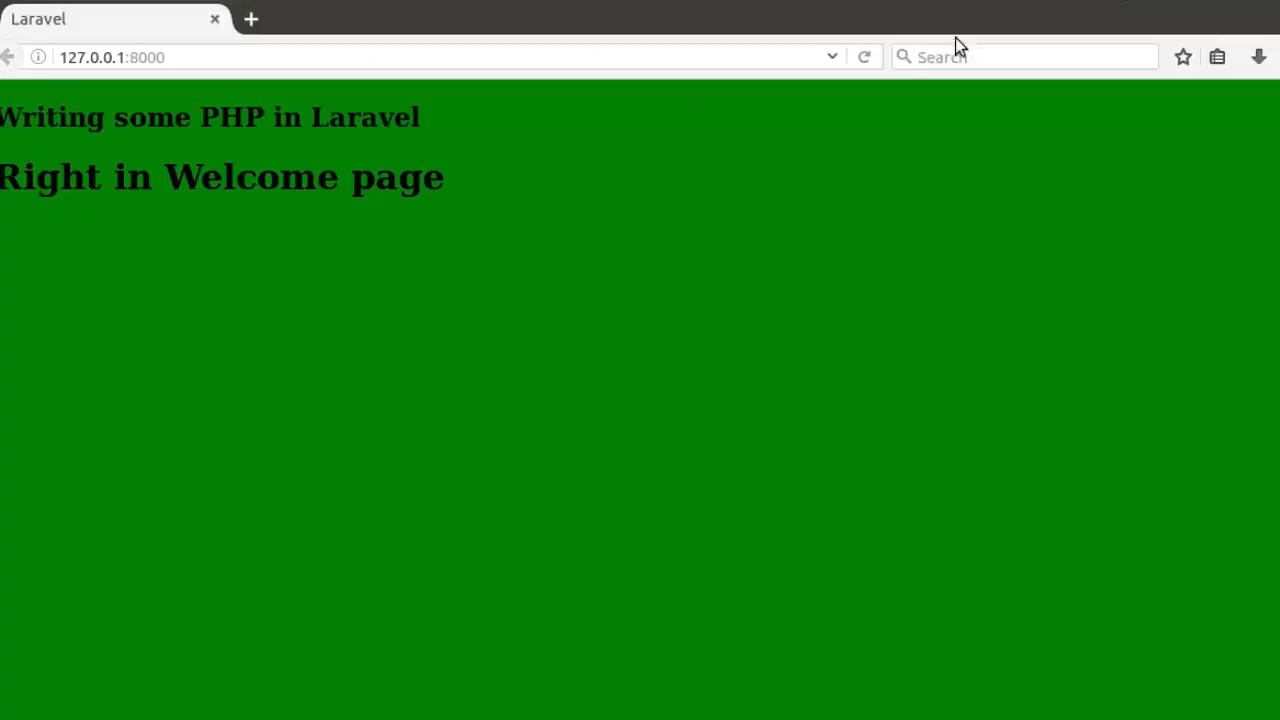 Laravel
127.0.0.1:8000
Search
Writing some PHP in Laravel
Right in Welcome page